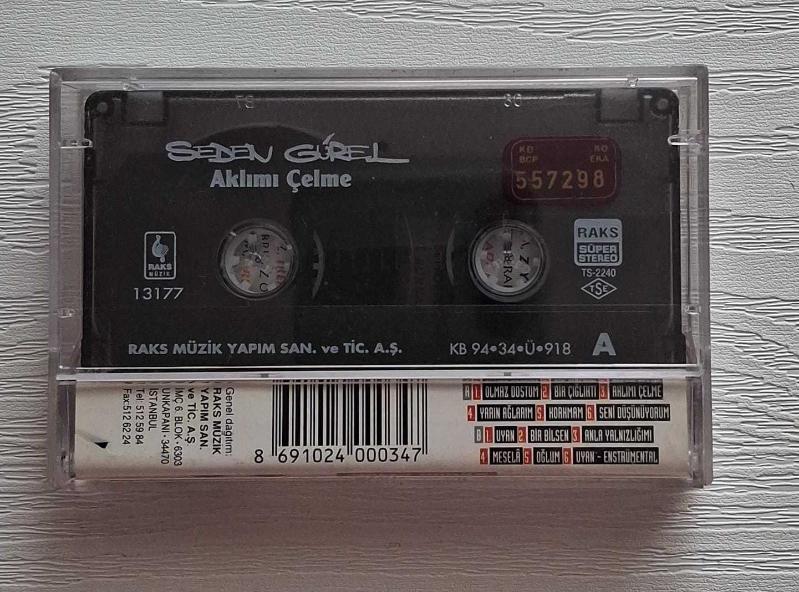 SEDEN GÜREL
Aklımı Çelme
KB KO
BCP EKA
557298
RAKS
MÜZİK
13177
RAKS
SÜPER
STEREO
TS-2240
TSE
RAKS MÜZİK YAPIM SAN. ve TİC. A.Ş.
KB 94•34•Ü•918
A
Genel dağıtım:
RAKS MÜZİK
YAPIM SAN.
ve TİC. A.Ş.
İMÇ 6. BLOK - 6303
UNKAPANI - 34470
İSTANBUL
Tel: 512 59 84
Fax: 512 62 24
8 691024 000347
A 1 OLMAZ DOSTUM 2 BİR ÇIĞLIKTI 3 AKLIMI ÇELME
4 YARIN AĞLARIM 5 KORKMAM 6 SENİ DÜŞÜNÜYORUM
B 1 UYAN 2 BİR BİLSEN 3 ANLA YALNIZLIĞIMI
4 MESELÂ 5 OĞLUM 6 UYAN - ENSTRÜMENTAL